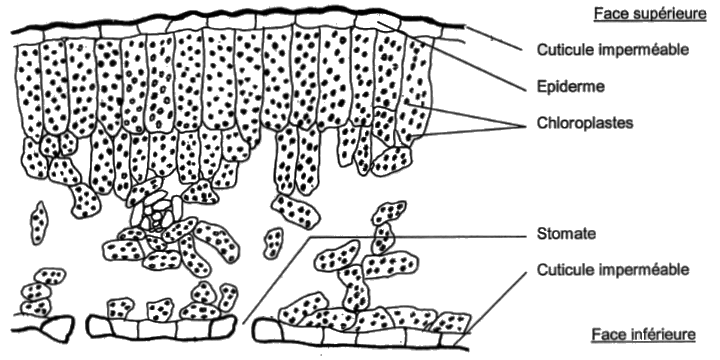 Face supérieure
Cuticule imperméable
Epiderme
Chloroplastes
Stomate
Cuticule imperméable
Face inférieure